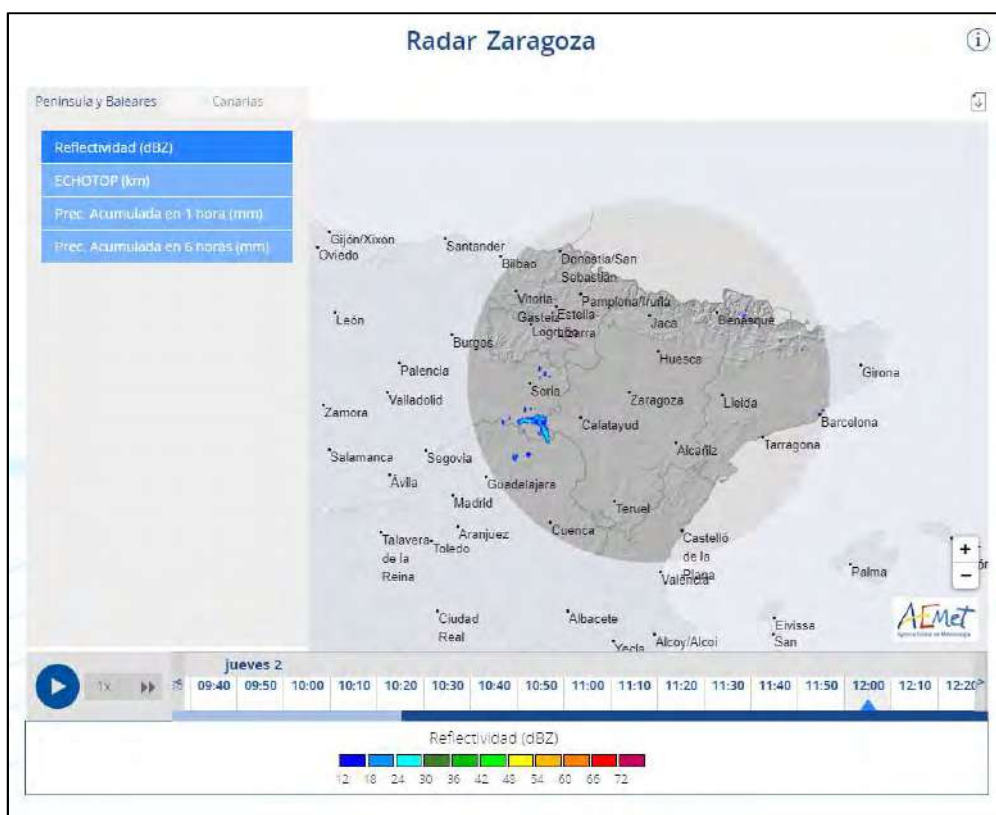 Radar Zaragoza
i
Península y Baleares
Canarias
Reflectividad (dBZ)
ECHOTOP (km)
Prec. Acumulada en 1 hora (mm)
Prec. Acumulada en 6 horas (mm)
Gijón/Xixón
Oviedo
Santander
Bilbao
Donostia/San
Sebastián
Vitoria-
Gasteiz
Estella-
Lizarra
Pamplona/Iruña
León
Logroño
Jaca
Benasque
Burgos
Huesca
Palencia
Girona
Soria
Valladolid
Zaragoza
Lleida
Zamora
Calatayud
Barcelona
Alcañiz
Tarragona
Salamanca
Segovia
Ávila
Guadalajara
Madrid
Teruel
Talavera
de la
Reina
Toledo
Aranjuez
Cuenca
Castelló
de la
Plana
València
Palma
Ciudad
Real
Albacete
Eivissa
San
Yecla
Alcoy/Alcoi
+
−
AEMet
Agencia Estatal de Meteorología
jueves 2
1x
09:40 09:50 10:00 10:10 10:20 10:30 10:40 10:50 11:00 11:10 11:20 11:30 11:40 11:50 12:00 12:10 12:20
Reflectividad (dBZ)
12 18 24 30 36 42 48 54 60 66 72